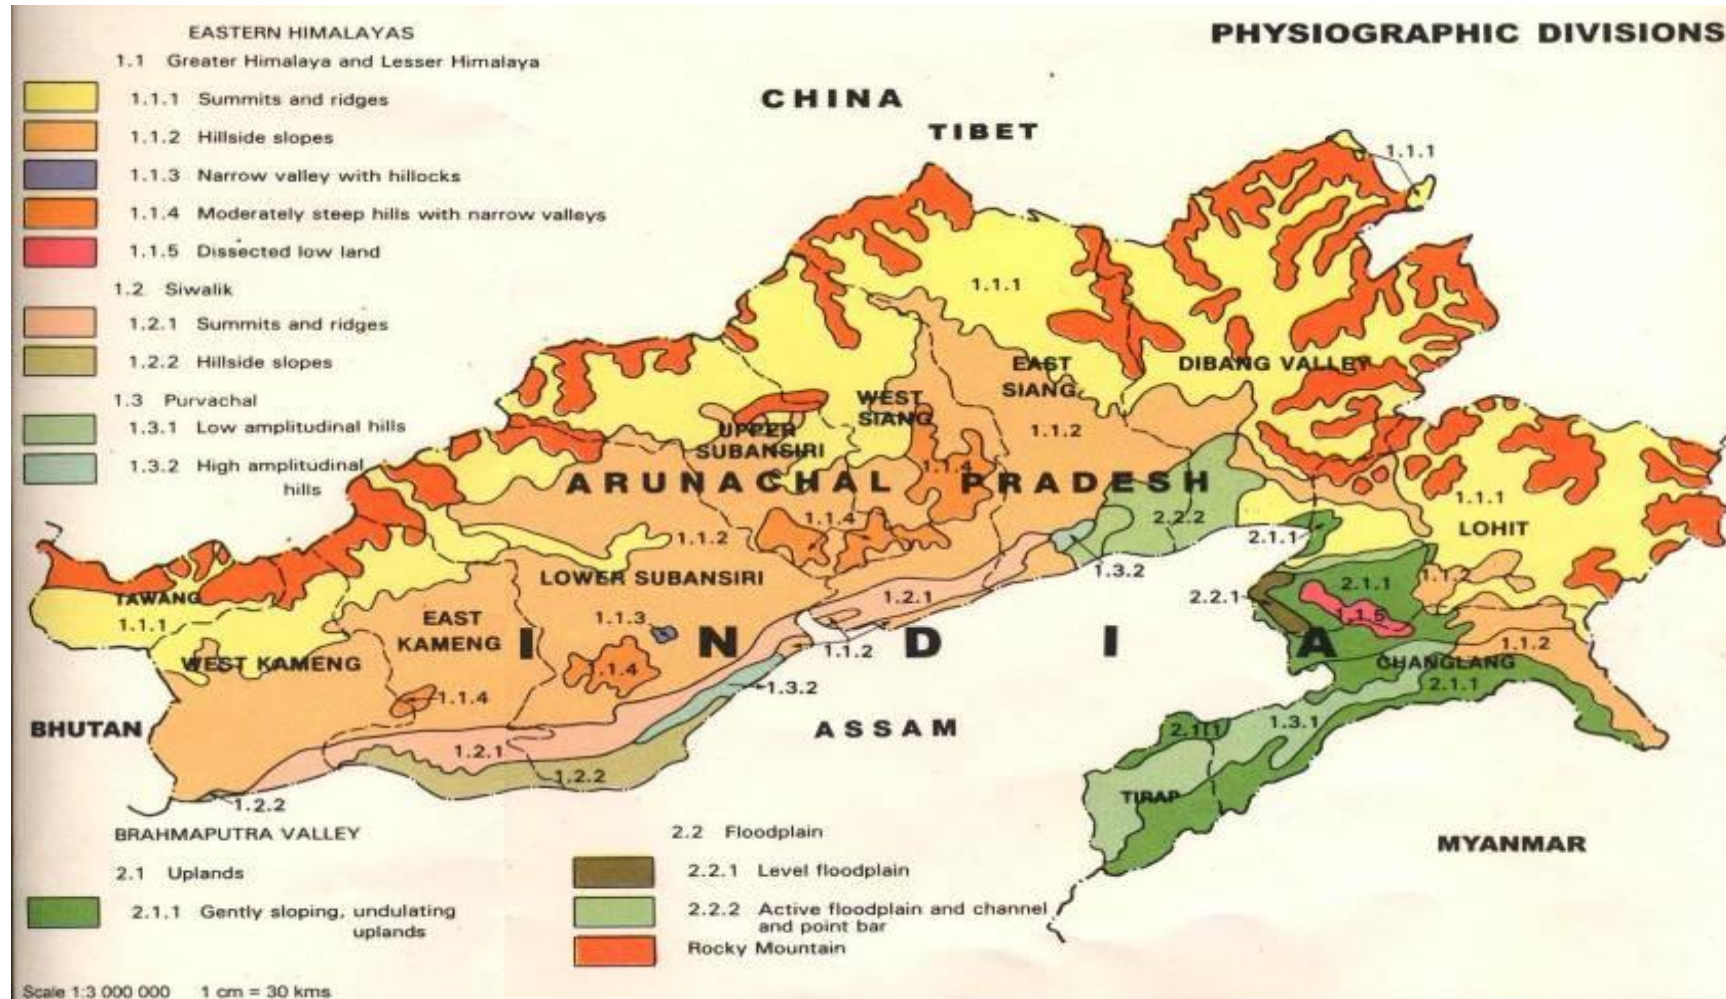 PHYSIOGRAPHIC DIVISIONS
EASTERN HIMALAYAS
1.1 Greater Himalaya and Lesser Himalaya
1.1.1 Summits and ridges
1.1.2 Hillside slopes
1.1.3 Narrow valley with hillocks
1.1.4 Moderately steep hills with narrow valleys
1.1.5 Dissected low land
1.2 Siwalik
1.2.1 Summits and ridges
1.2.2 Hillside slopes
1.3 Purvachal
1.3.1 Low amplitudinal hills
1.3.2 High amplitudinal
hills
CHINA
TIBET
1.1.1
1.1.1
EAST
SIANG
DIBANG VALLEY
WEST
SIANG
UPPER
SUBANSIRI
1.1.2
1.1.4
ARUNACHAL PRADESH
1.1.1
LOHIT
1.1.4
2.2.2
1.1.2
2.1.1
1.3.2
LOWER SUBANSIRI
2.1.1
1.1.2
TAWANG
1.1.1
1.2.1
2.2.1
1.1.5
EAST
KAMENG
1.1.3
INDIA
1.1.2
1.1.2
WEST KAMENG
1.1.4
CHANGLANG
1.3.2
2.1.1
1.1.4
BHUTAN
ASSAM
1.3.1
2.1.1
1.2.1
1.2.2
TIRAP
1.2.2
MYANMAR
BRAHMAPUTRA VALLEY
2.1 Uplands
2.1.1 Gently sloping, undulating
uplands
2.2 Floodplain
2.2.1 Level floodplain
2.2.2 Active floodplain and channel
and point bar
Rocky Mountain
Scale 1:3 000 000 1 cm = 30 kms